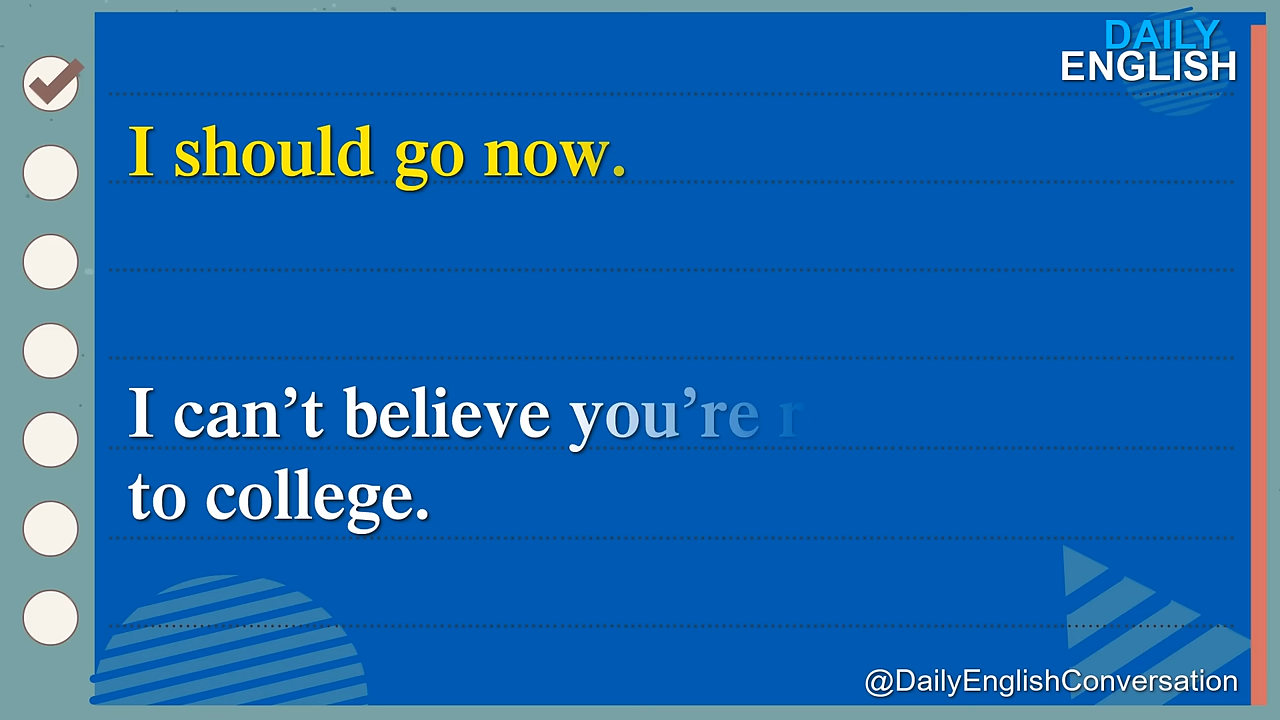 DAILY
ENGLISH
I should go now.
I can’t believe you’re
to college.
@DailyEnglishConversation